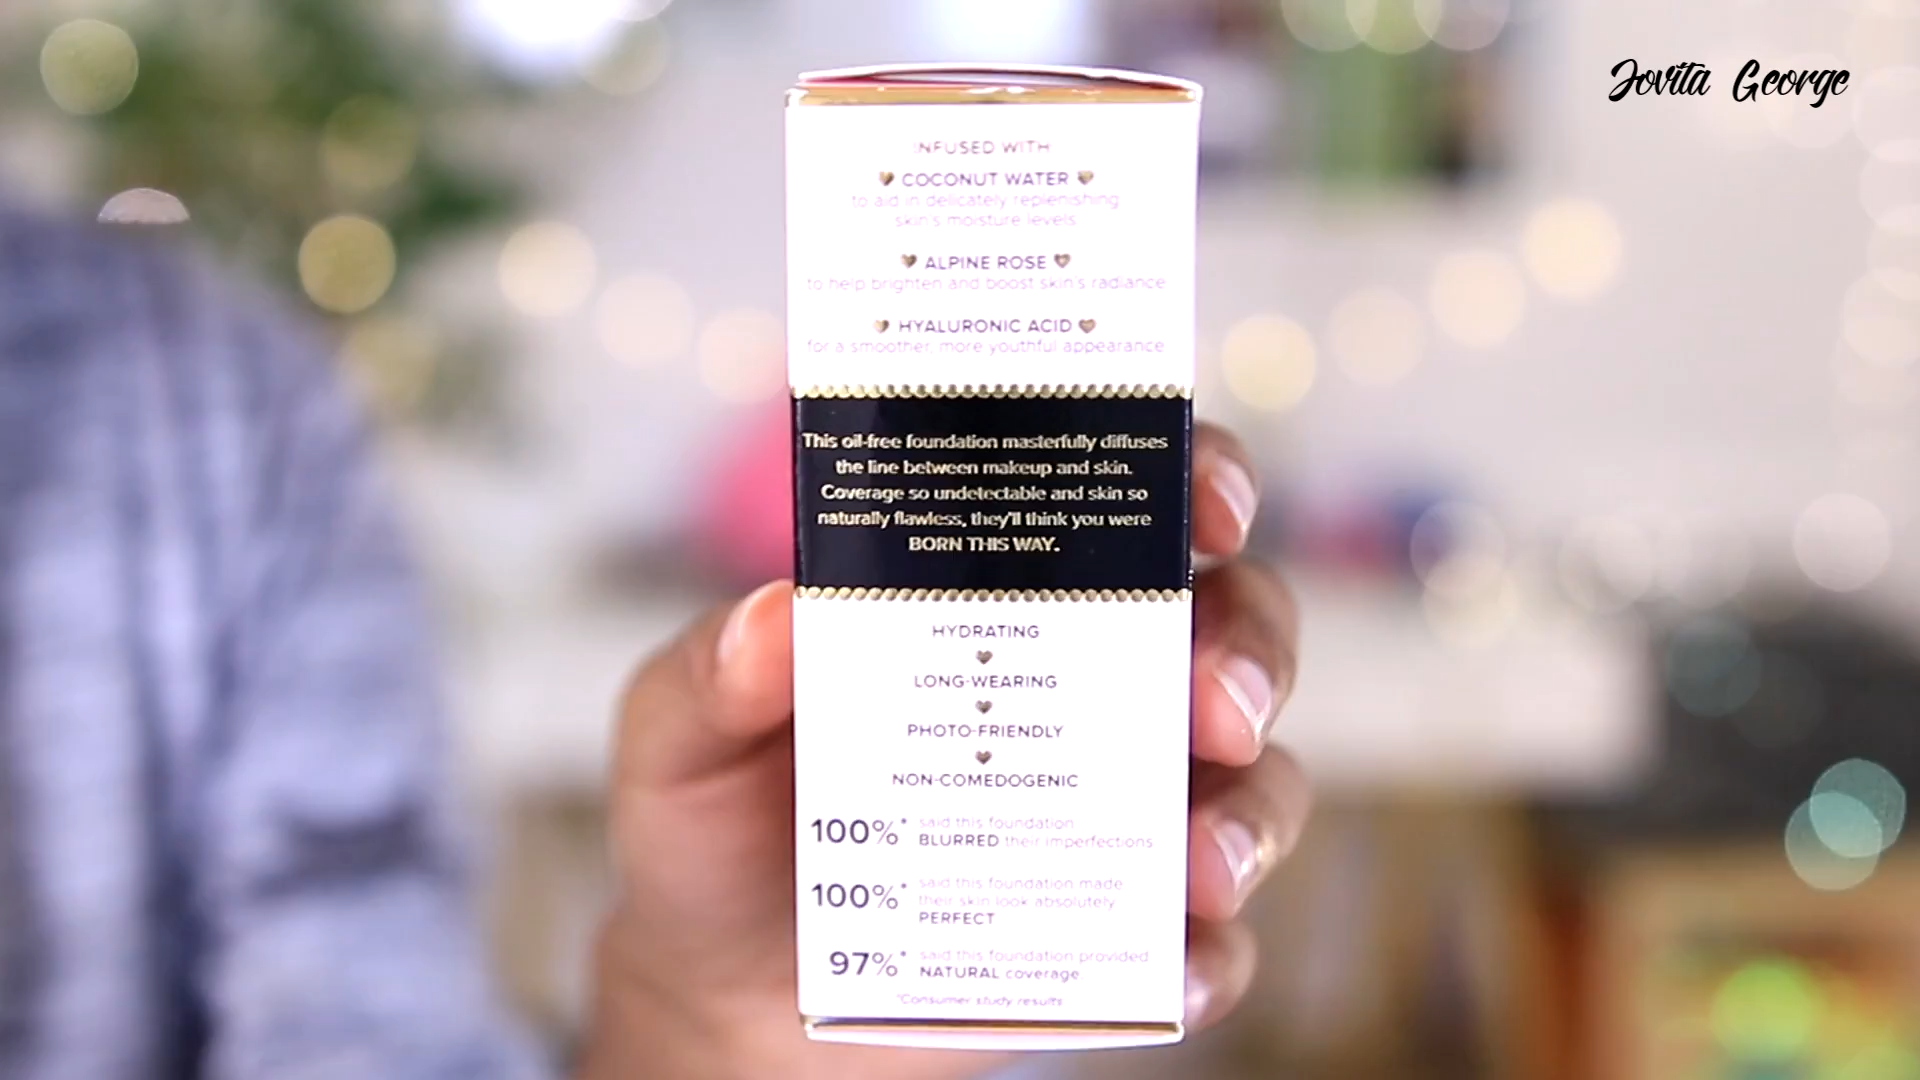 Jovita George
INFUSED WITH
COCONUT WATER
to aid in delicately replenishing
skin's moisture levels
ALPINE ROSE
to help brighten and boost skin's radiance
HYALURONIC ACID
for a smoother, more youthful appearance
This oil-free foundation masterfully diffuses
the line between makeup and skin.
Coverage so undetectable and skin so
naturally flawless, they'll think you were
BORN THIS WAY.
HYDRATING
LONG-WEARING
PHOTO-FRIENDLY
NON-COMEDOGENIC
100%* said this foundation
BLURRED their imperfections
100%* said this foundation made
their skin look absolutely
PERFECT
97%* said this foundation provided
NATURAL coverage
*Consumer study results